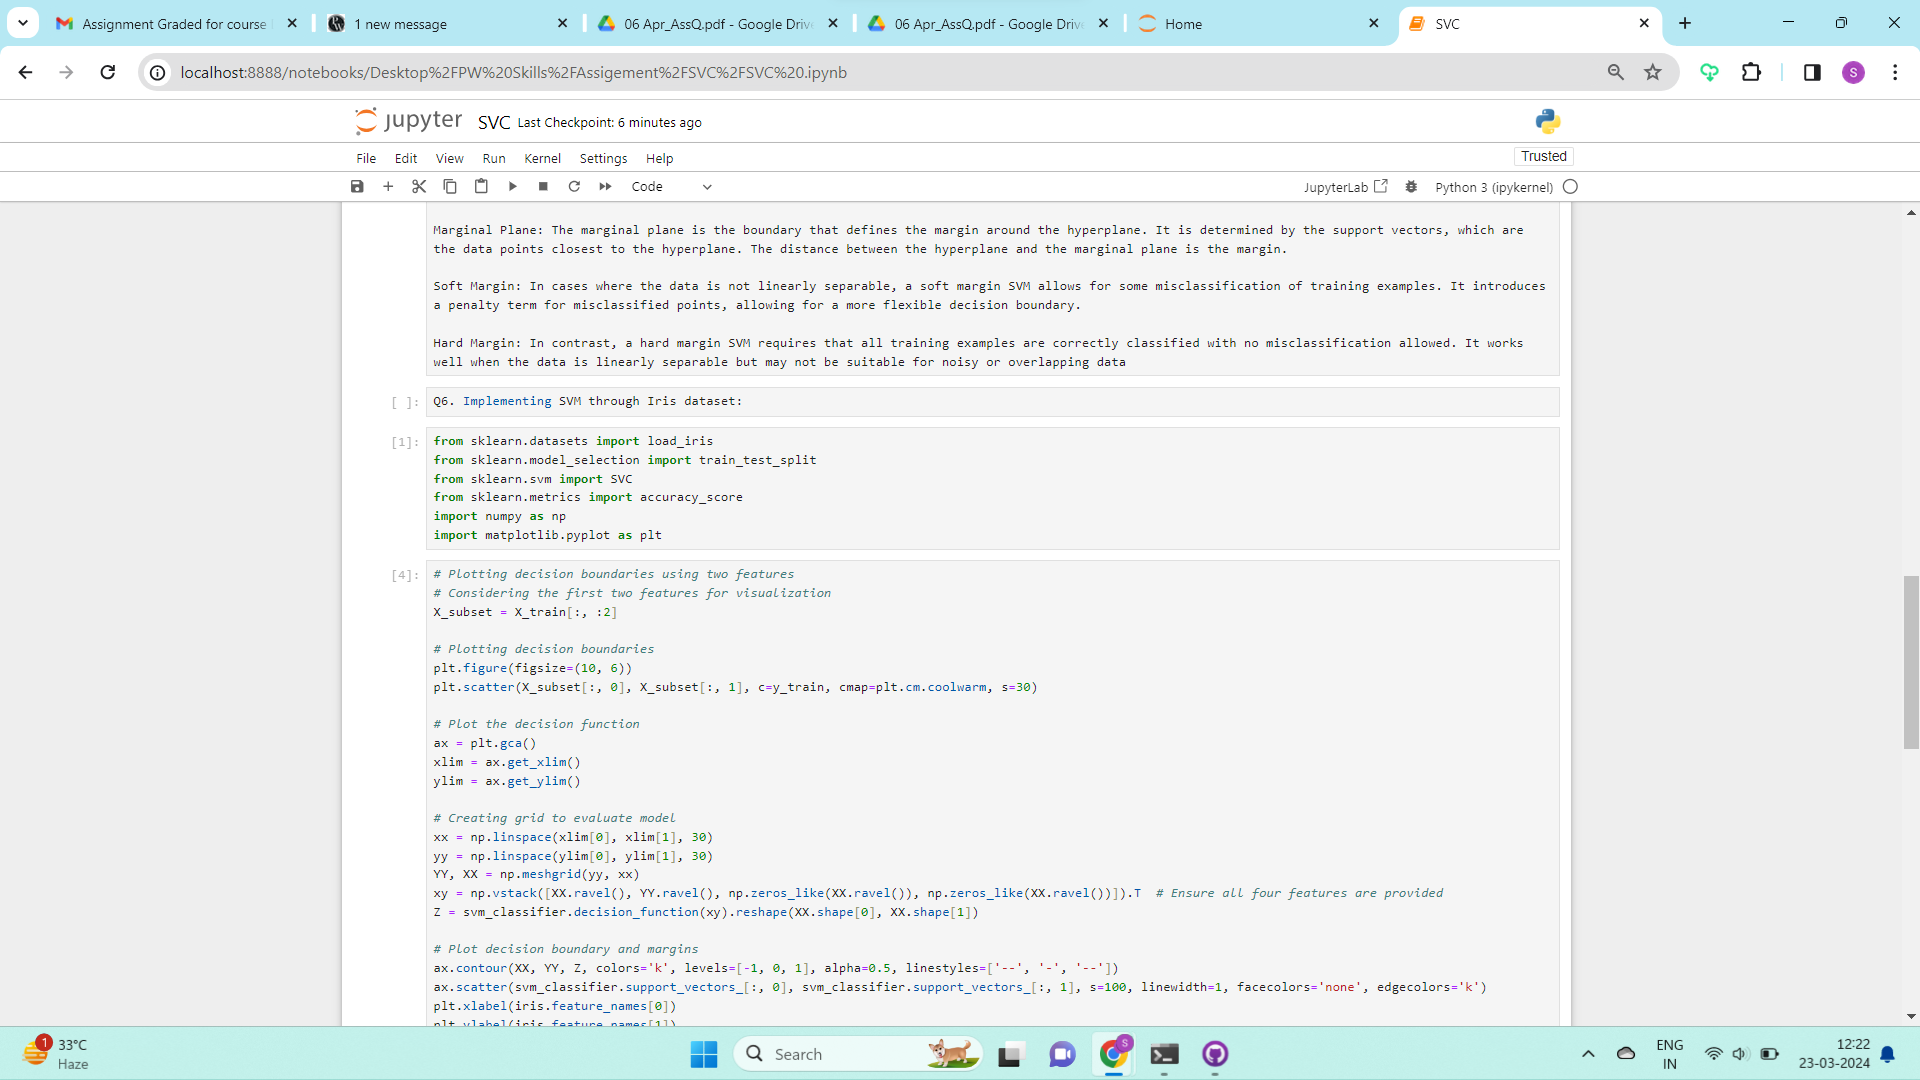 Assignment Graded for course
1 new message
06 Apr_AssQ.pdf - Google Drive
06 Apr_AssQ.pdf - Google Drive
Home
SVC
localhost:8888/notebooks/Desktop%2FPW%20Skills%2FAssigement%2FSVC%2FSVC%20.ipynb
S
jupyter SVC Last Checkpoint: 6 minutes ago
File Edit View Run Kernel Settings Help
Trusted
Code
JupyterLab
Python 3 (ipykernel)
Marginal Plane: The marginal plane is the boundary that defines the margin around the hyperplane. It is determined by the support vectors, which are
the data points closest to the hyperplane. The distance between the hyperplane and the marginal plane is the margin.
Soft Margin: In cases where the data is not linearly separable, a soft margin SVM allows for some misclassification of training examples. It introduces
a penalty term for misclassified points, allowing for a more flexible decision boundary.
Hard Margin: In contrast, a hard margin SVM requires that all training examples are correctly classified with no misclassification allowed. It works
well when the data is linearly separable but may not be suitable for noisy or overlapping data
[ ]: Q6. Implementing SVM through Iris dataset:
[1]: from sklearn.datasets import load_iris
from sklearn.model_selection import train_test_split
from sklearn.svm import SVC
from sklearn.metrics import accuracy_score
import numpy as np
import matplotlib.pyplot as plt
[4]: # Plotting decision boundaries using two features
# Considering the first two features for visualization
X_subset = X_train[:, :2]
# Plotting decision boundaries
plt.figure(figsize=(10, 6))
plt.scatter(X_subset[:, 0], X_subset[:, 1], c=y_train, cmap=plt.cm.coolwarm, s=30)
# Plot the decision function
ax = plt.gca()
xlim = ax.get_xlim()
ylim = ax.get_ylim()
# Creating grid to evaluate model
xx = np.linspace(xlim[0], xlim[1], 30)
yy = np.linspace(ylim[0], ylim[1], 30)
YY, XX = np.meshgrid(yy, xx)
xy = np.vstack([XX.ravel(), YY.ravel(), np.zeros_like(XX.ravel()), np.zeros_like(XX.ravel())]).T # Ensure all four features are provided
Z = svm_classifier.decision_function(xy).reshape(XX.shape[0], XX.shape[1])
# Plot decision boundary and margins
ax.contour(XX, YY, Z, colors='k', levels=[-1, 0, 1], alpha=0.5, linestyles=['--', '-', '--'])
ax.scatter(svm_classifier.support_vectors_[:, 0], svm_classifier.support_vectors_[:, 1], s=100, linewidth=1, facecolors='none', edgecolors='k')
plt.xlabel(iris.feature_names[0])
plt.ylabel(iris.feature_names[1])
1
33°C
Haze
Search
S
ENG
IN
12:22
23-03-2024